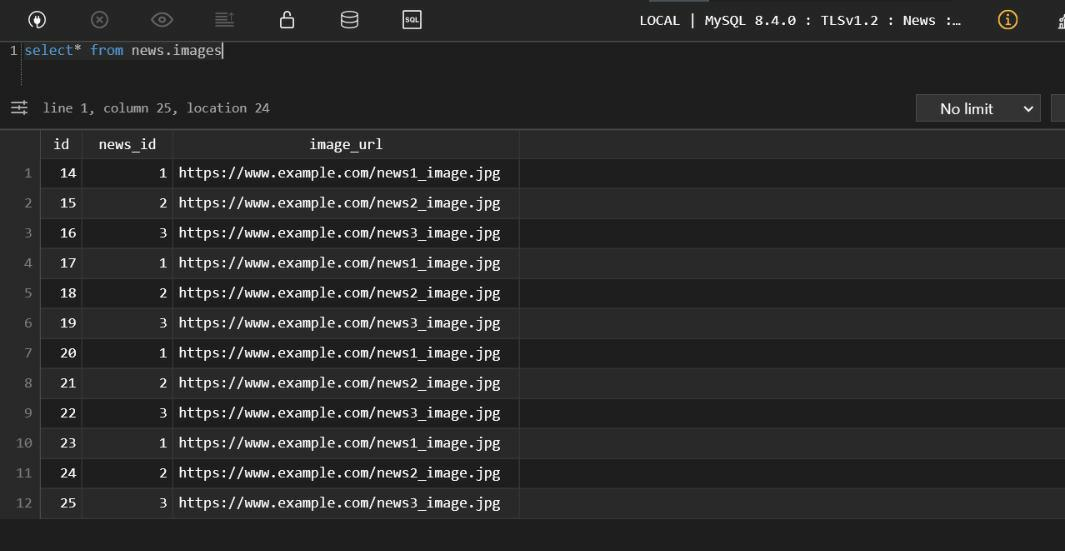 SQL
LOCAL | MySQL 8.4.0 : TLSv1.2 : News :…
1 select* from news.images
line 1, column 25, location 24
No limit
id news_id image_url
1 14 1 https://www.example.com/news1_image.jpg
2 15 2 https://www.example.com/news2_image.jpg
3 16 3 https://www.example.com/news3_image.jpg
4 17 1 https://www.example.com/news1_image.jpg
5 18 2 https://www.example.com/news2_image.jpg
6 19 3 https://www.example.com/news3_image.jpg
7 20 1 https://www.example.com/news1_image.jpg
8 21 2 https://www.example.com/news2_image.jpg
9 22 3 https://www.example.com/news3_image.jpg
10 23 1 https://www.example.com/news1_image.jpg
11 24 2 https://www.example.com/news2_image.jpg
12 25 3 https://www.example.com/news3_image.jpg